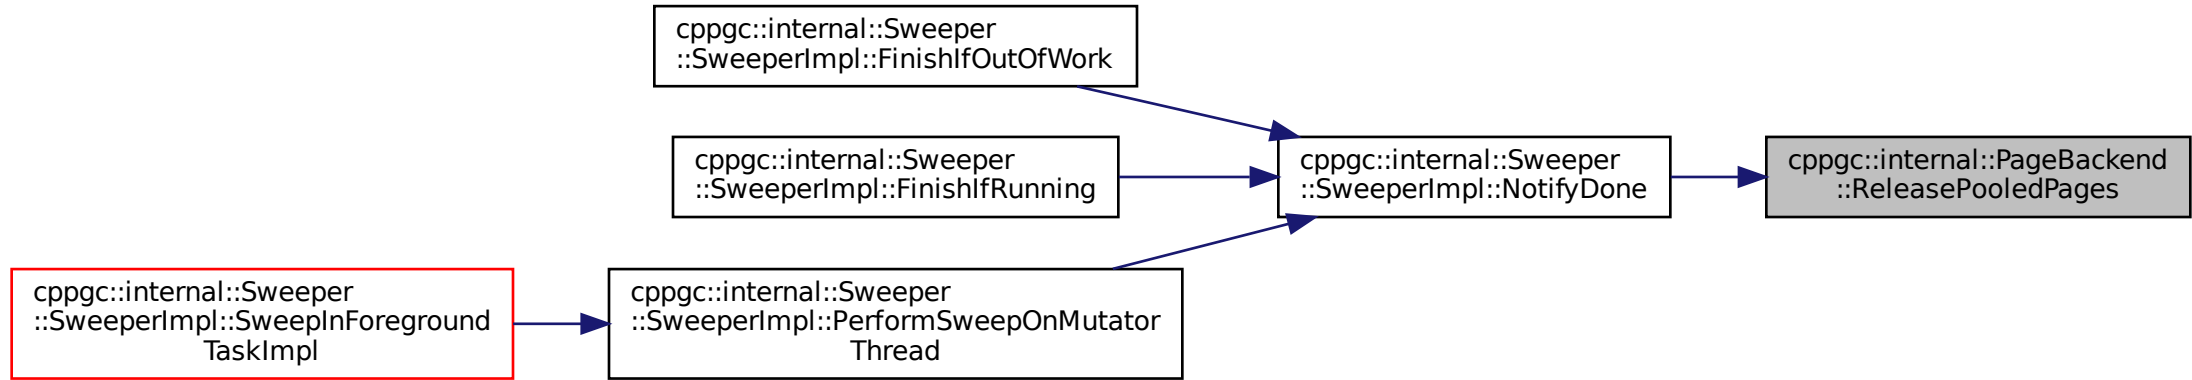 cppgc::internal::Sweeper
::SweeperImpl::FinishIfOutOfWork
cppgc::internal::Sweeper
::SweeperImpl::FinishIfRunning
cppgc::internal::Sweeper
::SweeperImpl::NotifyDone
cppgc::internal::PageBackend
::ReleasePooledPages
cppgc::internal::Sweeper
::SweeperImpl::SweepInForeground
TaskImpl
cppgc::internal::Sweeper
::SweeperImpl::PerformSweepOnMutator
Thread